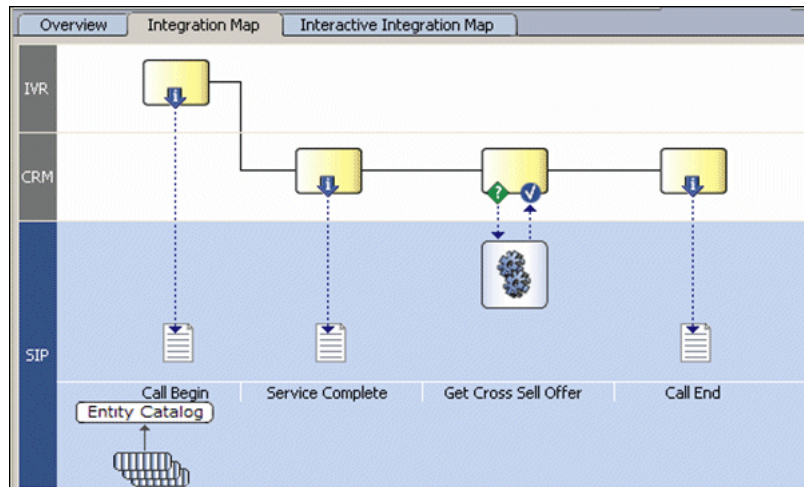 Overview Integration Map Interactive Integration Map
IVR
CRM
SIP
Call Begin Service Complete Get Cross Sell Offer Call End
Entity Catalog